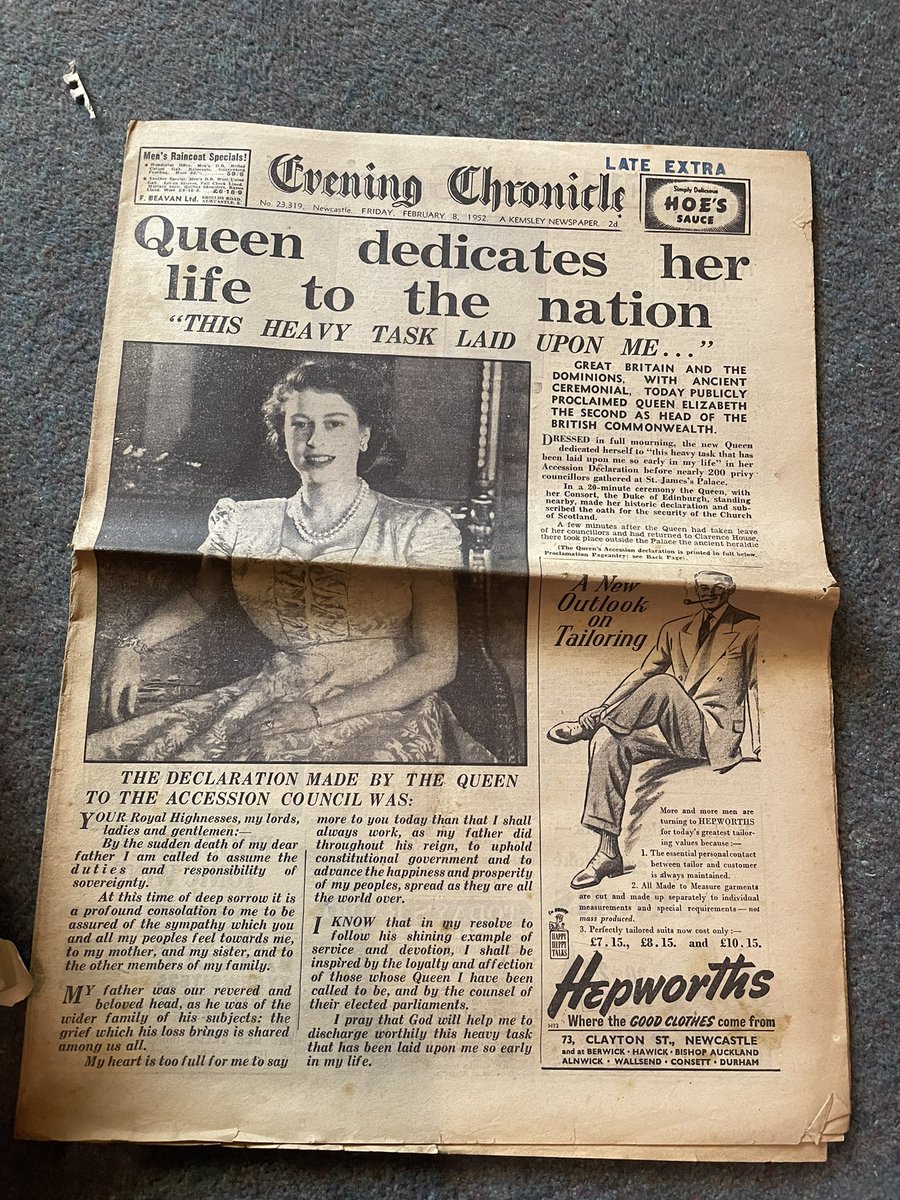 Men's Raincoat Specials!
50/6
F. BEAVAN Ltd. SHIELDS ROAD, NEWCASTLE, 6.
Evening Chronicle
LATE EXTRA
No. 23,319. Newcastle, FRIDAY, FEBRUARY 8, 1952. A KEMSLEY NEWSPAPER. 2d.
Simply Delicious
HOE'S
SAUCE
Queen dedicates her
life to the nation
"THIS HEAVY TASK LAID UPON ME..."
GREAT BRITAIN AND THE
DOMINIONS, WITH ANCIENT
CEREMONIAL, TODAY PUBLICLY
PROCLAIMED QUEEN ELIZABETH
THE SECOND AS HEAD OF THE
BRITISH COMMONWEALTH.
DRESSED in full mourning, the new Queen
dedicated herself to "this heavy task that has
been laid upon me so early in my life" in her
Accession Declaration before nearly 200 privy
councillors gathered at St. James's Palace.
In a 20-minute ceremony the Queen, with
her Consort, the Duke of Edinburgh, standing
nearby, made her historic declaration and sub-
scribed the oath for the security of the Church
of Scotland.
A few minutes after the Queen had taken leave
of her councillors and had returned to Clarence House,
there took place outside the Palace the ancient heraldic
(The Queen's Accession declaration is printed in full below.
Proclamation Pageantry: see Back Page)
THE DECLARATION MADE BY THE QUEEN
TO THE ACCESSION COUNCIL WAS:
YOUR Royal Highnesses, my lords,
ladies and gentlemen:—
By the sudden death of my dear
father I am called to assume the
duties and responsibility of
sovereignty.
At this time of deep sorrow it is
a profound consolation to me to be
assured of the sympathy which you
and all my peoples feel towards me,
to my mother, and my sister, and to
the other members of my family.
MY father was our revered and
beloved head, as he was of the
wider family of his subjects: the
grief which his loss brings is shared
among us all.
My heart is too full for me to say
more to you today than that I shall
always work, as my father did
throughout his reign, to uphold
constitutional government and to
advance the happiness and prosperity
of my peoples, spread as they are all
the world over.
I KNOW that in my resolve to
follow his shining example of
service and devotion, I shall be
inspired by the loyalty and affection
of those whose Queen I have been
called to be, and by the counsel of
their elected parliaments.
I pray that God will help me to
discharge worthily this heavy task
that has been laid upon me so early
in my life.
A New
Outlook
on
Tailoring
More and more men are
turning to HEPWORTHS
for today's greatest tailor-
ing values because:—
1. The essential personal contact
between tailor and customer
is always maintained.
2. All Made to Measure garments
are cut and made up separately to individual
measurements and special requirements—not
mass produced.
3. Perfectly tailored suits now cost only:—
£7.15., £8.15. and £10.15.
HAPPY
HEPPY
TALKS
Hepworths
Where the GOOD CLOTHES come from
73, CLAYTON ST., NEWCASTLE
and at BERWICK · HAWICK · BISHOP AUCKLAND
ALNWICK · WALLSEND · CONSETT · DURHAM